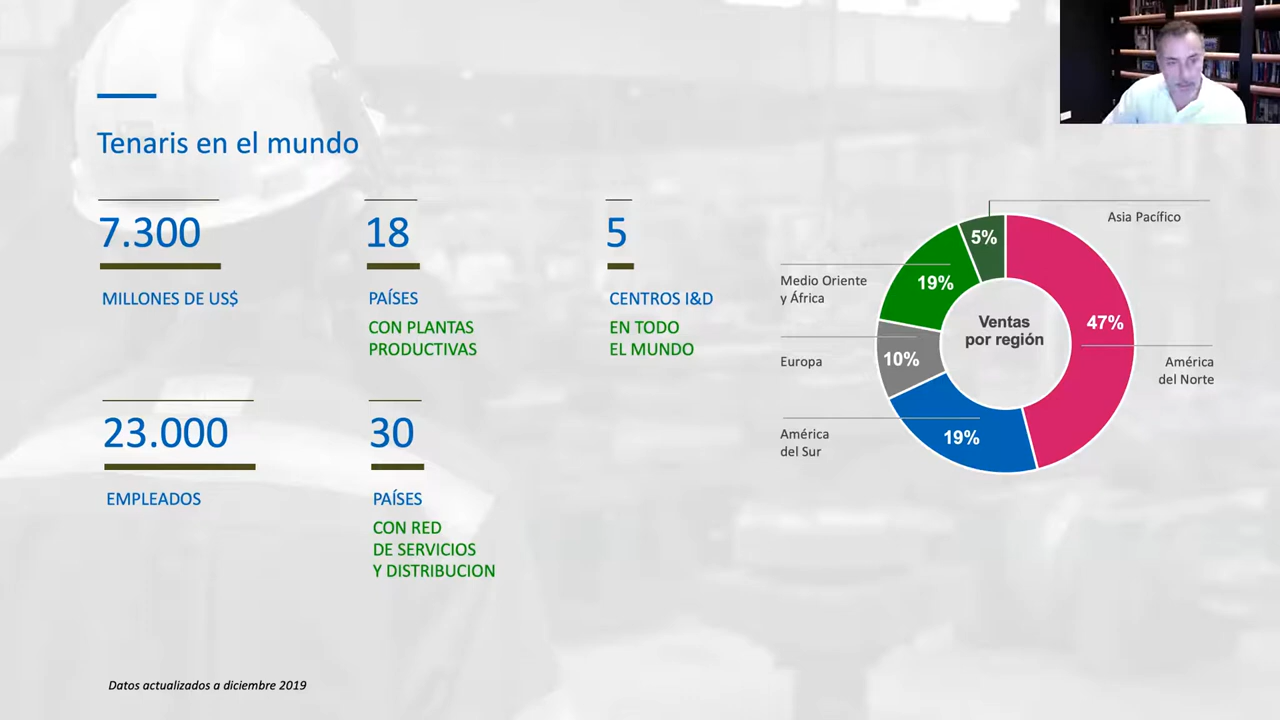 Tenaris en el mundo
7.300
MILLONES DE US$
18
PAÍSES
CON PLANTAS
PRODUCTIVAS
5
CENTROS I&D
EN TODO
EL MUNDO
23.000
EMPLEADOS
30
PAÍSES
CON RED
DE SERVICIOS
Y DISTRIBUCION
Ventas
por región
Asia Pacífico
5%
Medio Oriente
y África
19%
47%
América
del Norte
Europa
10%
América
del Sur
19%
Datos actualizados a diciembre 2019